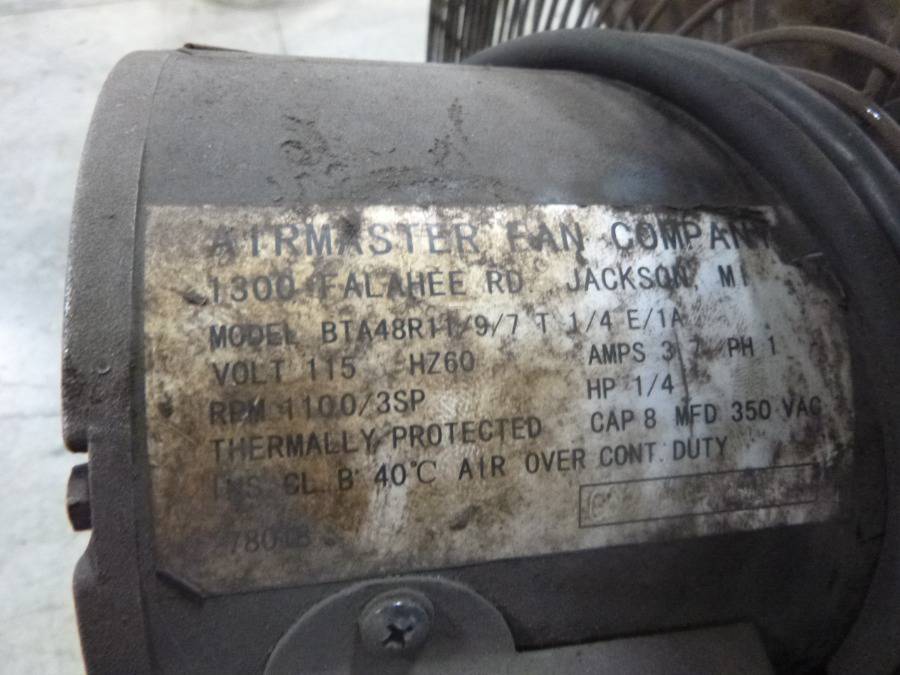 AIRMASTER FAN COMPANY
1300 FALAHEE RD JACKSON, MI
MODEL BTA48R11/9/7 T 1/4 E/1A
VOLT 115 HZ60 AMPS 3.7 PH 1
RPM 1100/3SP HP 1/4
THERMALLY PROTECTED CAP 8 MFD 350 VAC
INS. CL. B 40℃ AIR OVER CONT. DUTY